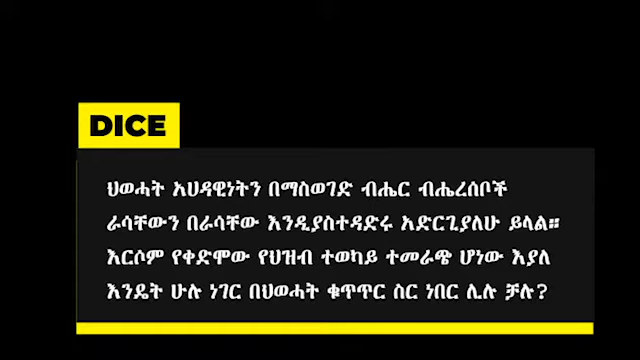 DICE
ህወሓት አሀዳዊነትን በማስወገድ ብሔር ብሔረሰቦች
ራሳቸውን በራሳቸው እንዲያስተዳድሩ አድርጊያለሁ ይላል።
እርሶም የቀድሞው የህዝብ ተወካይ ተመራጭ ሆነው እያለ
እንዴት ሁሉ ነገር በህወሓት ቁጥጥር ስር ነበር ሊሉ ቻሉ?